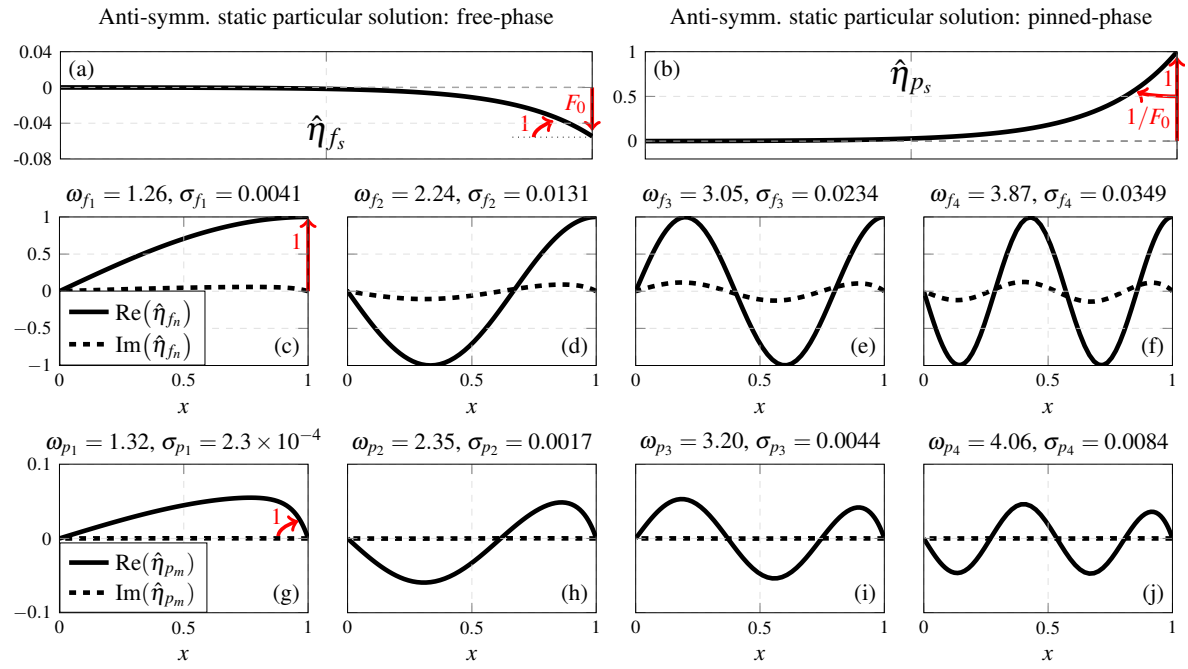 Anti-symm. static particular solution: free-phase
Anti-symm. static particular solution: pinned-phase
0.04
0
-0.04
-0.08
(a)
η̂_{f_s}
1
F_0
1
0.5
0
(b)
η̂_{p_s}
1
1/F_0
ω_{f_1} = 1.26, σ_{f_1} = 0.0041
ω_{f_2} = 2.24, σ_{f_2} = 0.0131
ω_{f_3} = 3.05, σ_{f_3} = 0.0234
ω_{f_4} = 3.87, σ_{f_4} = 0.0349
1
0.5
0
−0.5
−1
1
Re(η̂_{f_n})
Im(η̂_{f_n})
(c)
(d)
(e)
(f)
0 0.5 1
0 0.5 1
0 0.5 1
0 0.5 1
x
x
x
x
ω_{p_1} = 1.32, σ_{p_1} = 2.3 × 10^{−4}
ω_{p_2} = 2.35, σ_{p_2} = 0.0017
ω_{p_3} = 3.20, σ_{p_3} = 0.0044
ω_{p_4} = 4.06, σ_{p_4} = 0.0084
0.1
0
−0.1
1
Re(η̂_{p_m})
Im(η̂_{p_m})
(g)
(h)
(i)
(j)
0 0.5 1
0 0.5 1
0 0.5 1
0 0.5 1
x
x
x
x